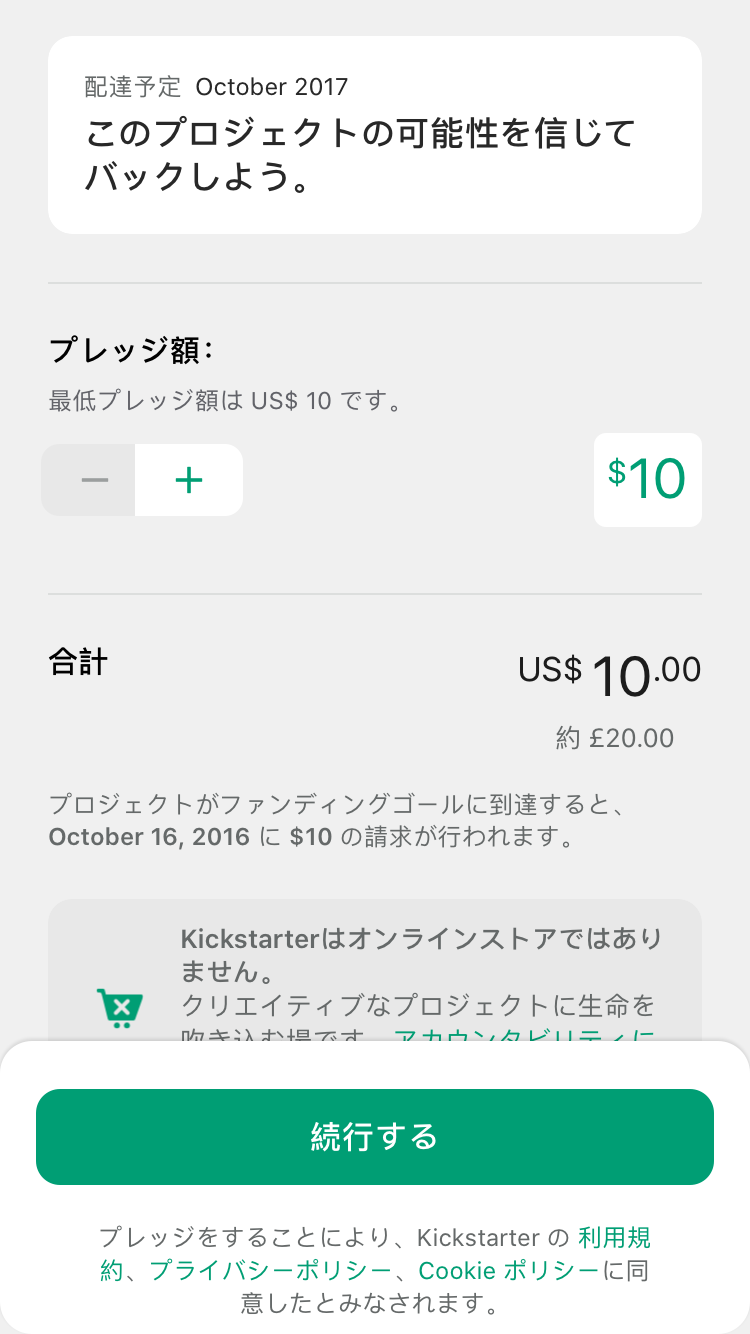 配達予定 October 2017
このプロジェクトの可能性を信じて
バックしよう。
プレッジ額：
最低プレッジ額は US$ 10 です。
− +
$10
合計
US$ 10.00
約 £20.00
プロジェクトがファンディングゴールに到達すると、
October 16, 2016 に $10 の請求が行われます。
Kickstarterはオンラインストアではあり
ません。
クリエイティブなプロジェクトに生命を
吹き込む場です。アカウンタビリティに
続行する
プレッジをすることにより、Kickstarter の 利用規
約、プライバシーポリシー、Cookie ポリシーに同
意したとみなされます。